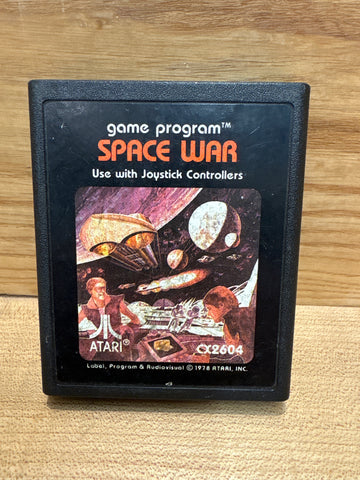 game program™
SPACE WAR
Use with Joystick Controllers
ATARI®
CX2604
Label, Program & Audiovisual Ⓒ 1978 ATARI, INC.